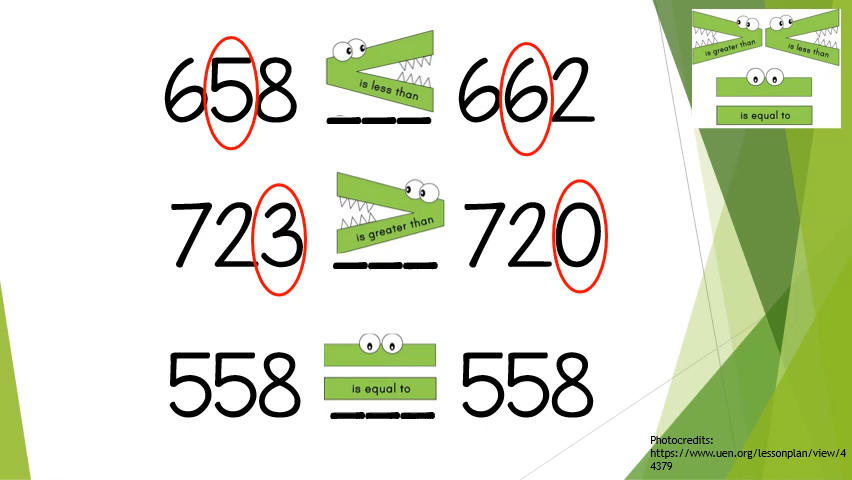 658 is less than 662
723 is greater than 720
558 is equal to 558
is greater than is less than
is equal to
Photocredits:
https://www.uen.org/lessonplan/view/4
4379